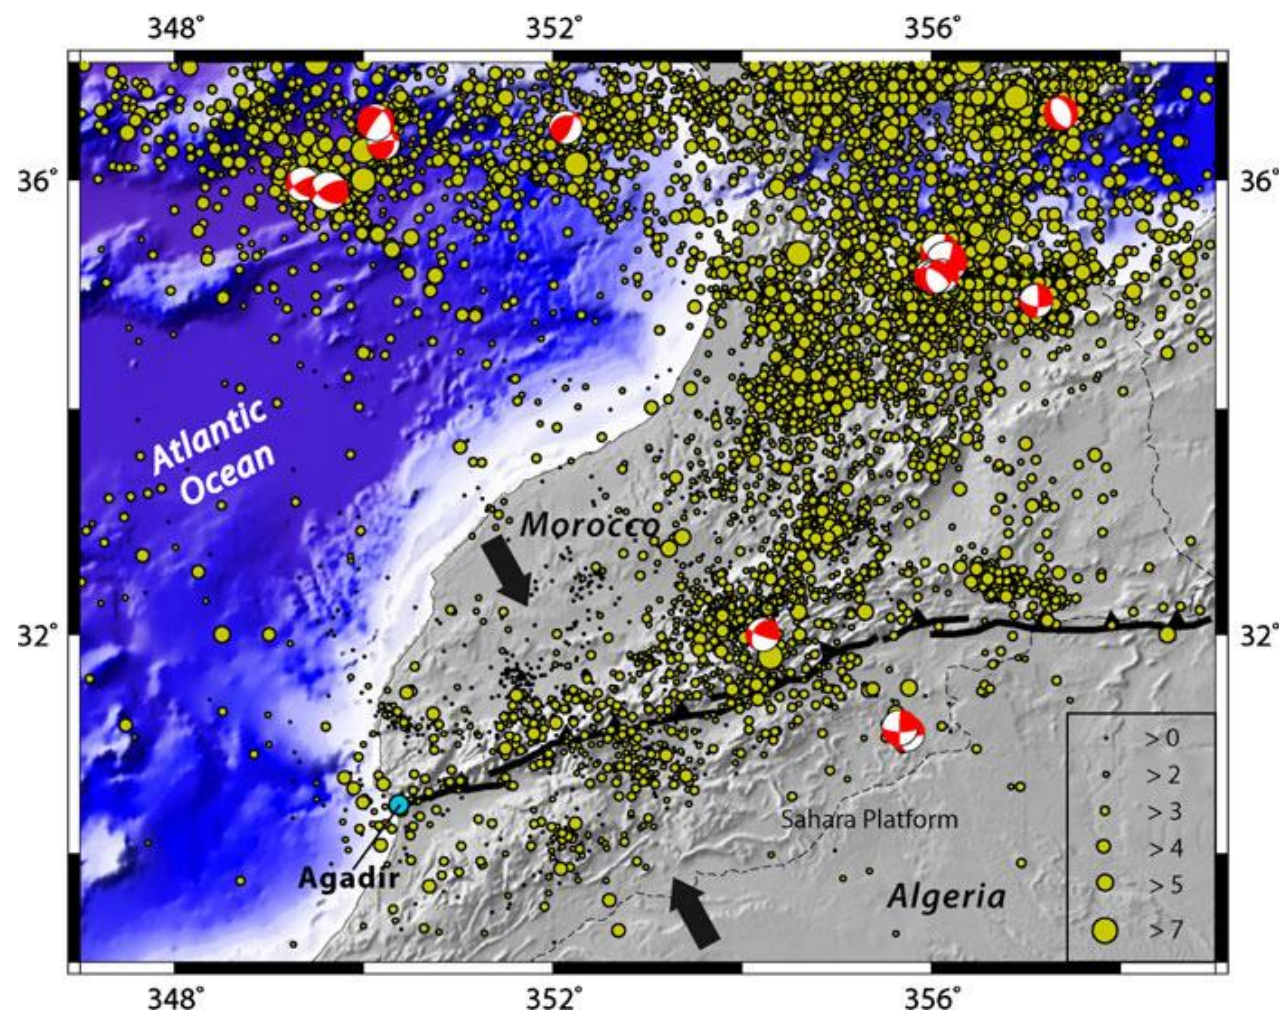 348° 352° 356°
36° 36°
Atlantic
Ocean
Morocco
32° 32°
> 0
> 2
> 3
> 4
> 5
> 7
Sahara Platform
Agadir
Algeria
348° 352° 356°